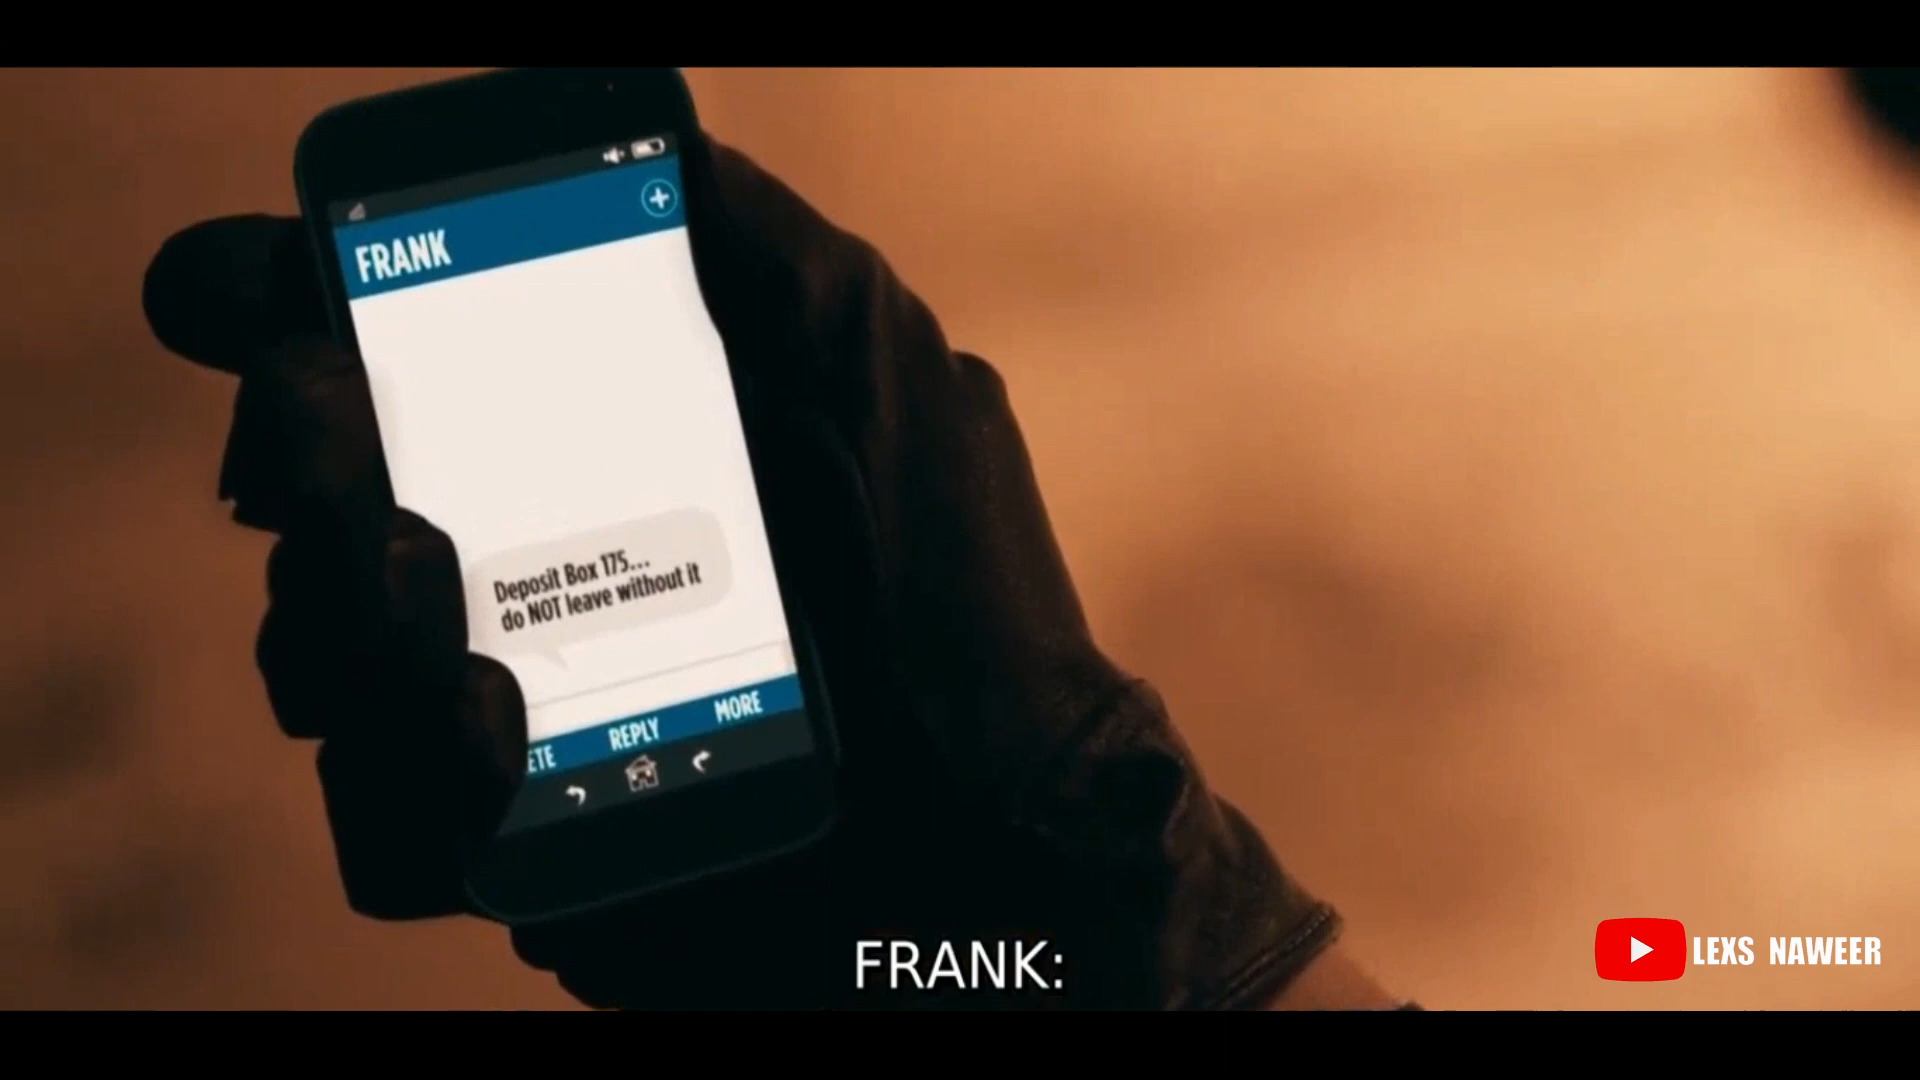 FRANK
Deposit Box 175...
do NOT leave without it
ETE
REPLY
MORE
FRANK:
LEXS NAWEER